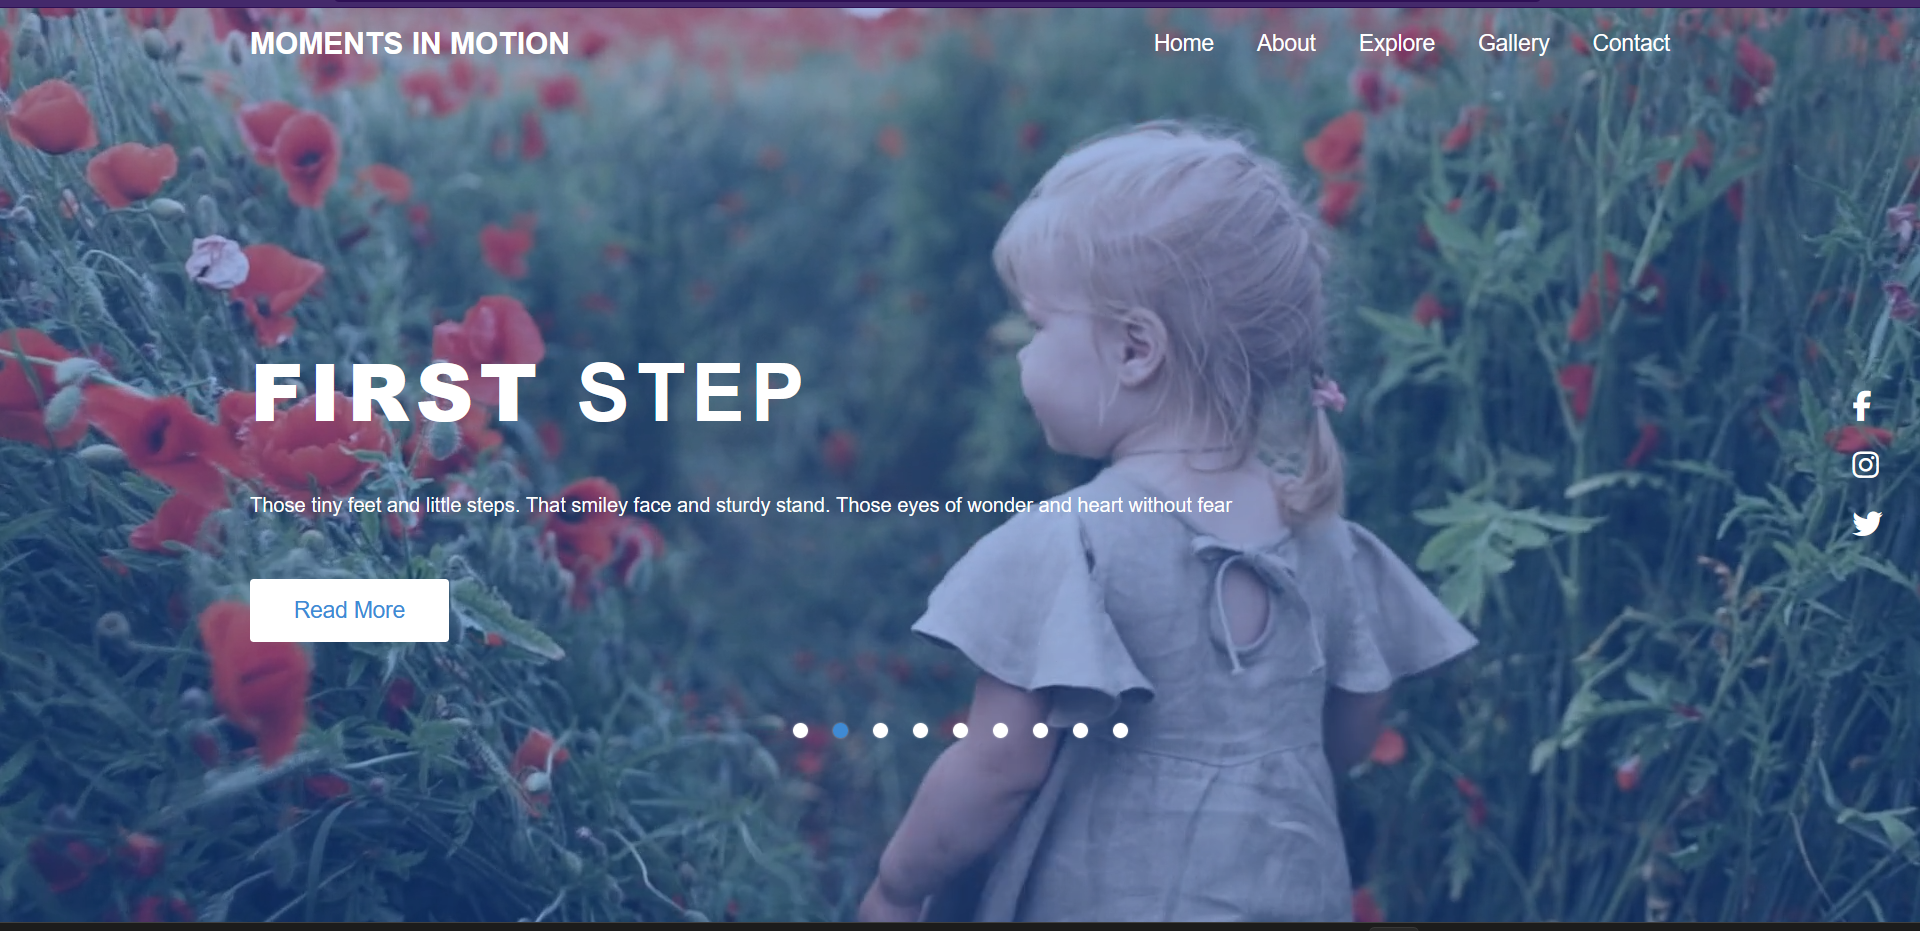 MOMENTS IN MOTION
Home About Explore Gallery Contact
FIRST STEP
Those tiny feet and little steps. That smiley face and sturdy stand. Those eyes of wonder and heart without fear
Read More